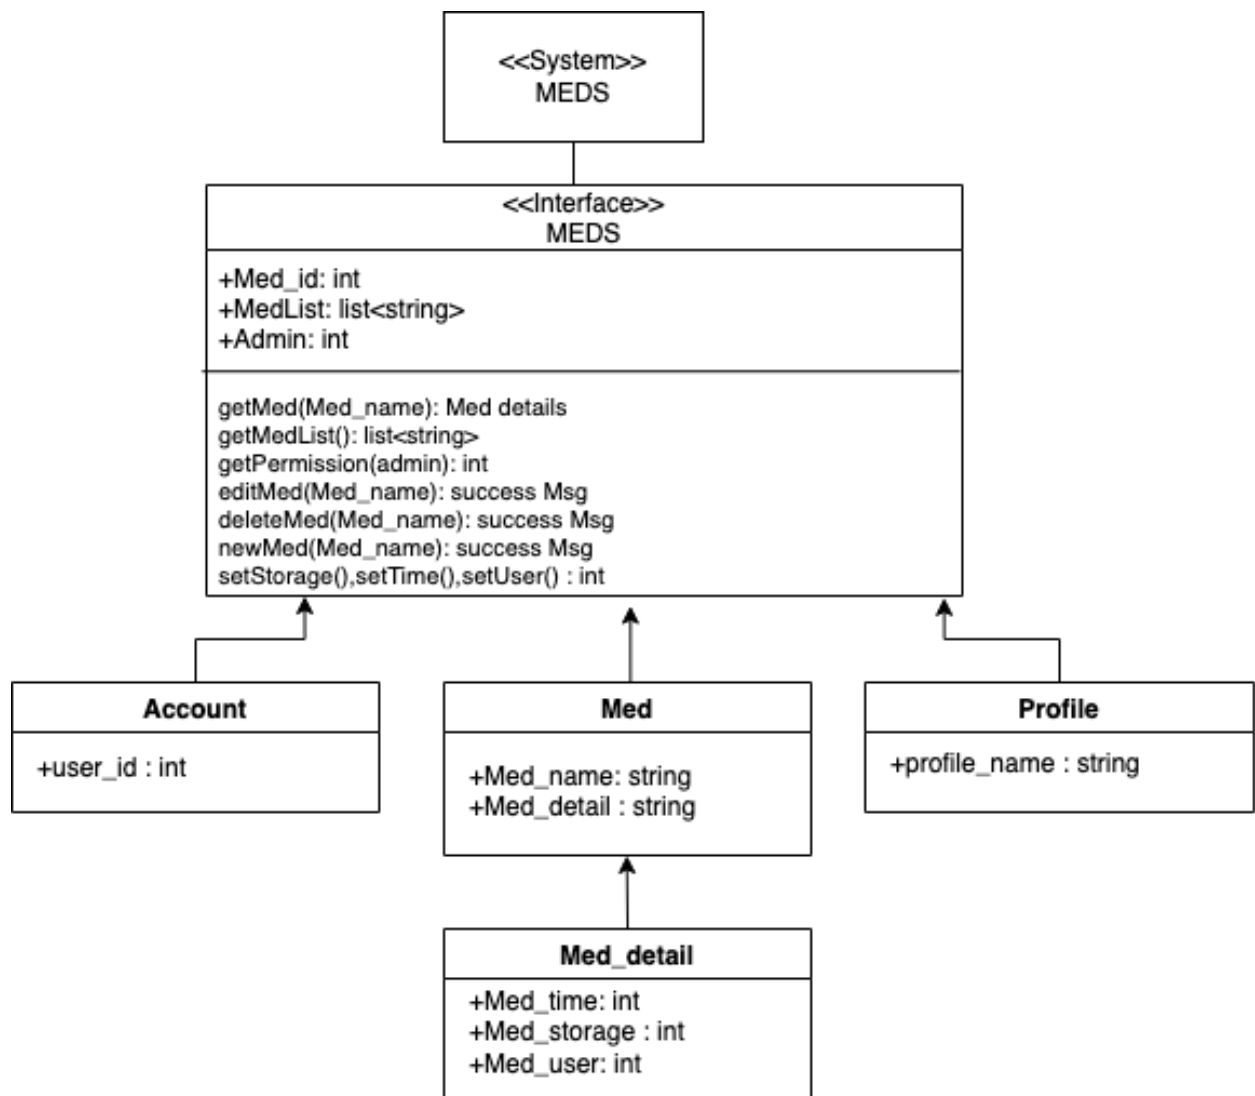 <<System>>
MEDS
<<Interface>>
MEDS
+Med_id: int
+MedList: list<string>
+Admin: int
getMed(Med_name): Med details
getMedList(): list<string>
getPermission(admin): int
editMed(Med_name): success Msg
deleteMed(Med_name): success Msg
newMed(Med_name): success Msg
setStorage(),setTime(),setUser() : int
Account
+user_id : int
Med
+Med_name: string
+Med_detail : string
Profile
+profile_name : string
Med_detail
+Med_time: int
+Med_storage : int
+Med_user: int